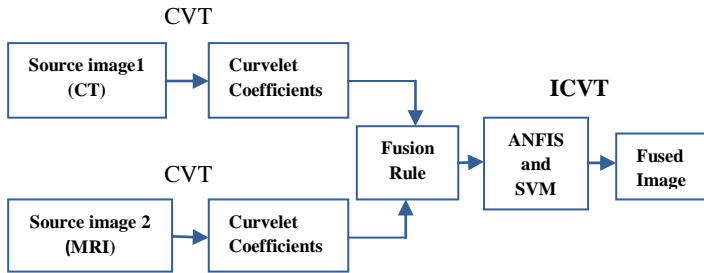 CVT
Source image1
(CT)
Curvelet
Coefficients
ICVT
Fusion
Rule
ANFIS
and
SVM
Fused
Image
CVT
Source image 2
(MRI)
Curvelet
Coefficients